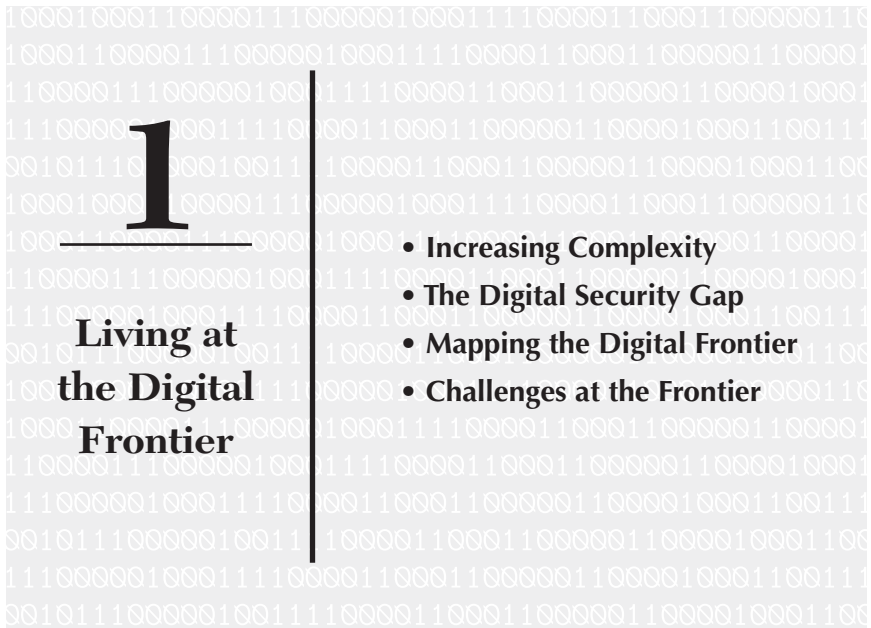 1
Living at
the Digital
Frontier
• Increasing Complexity
• The Digital Security Gap
• Mapping the Digital Frontier
• Challenges at the Frontier